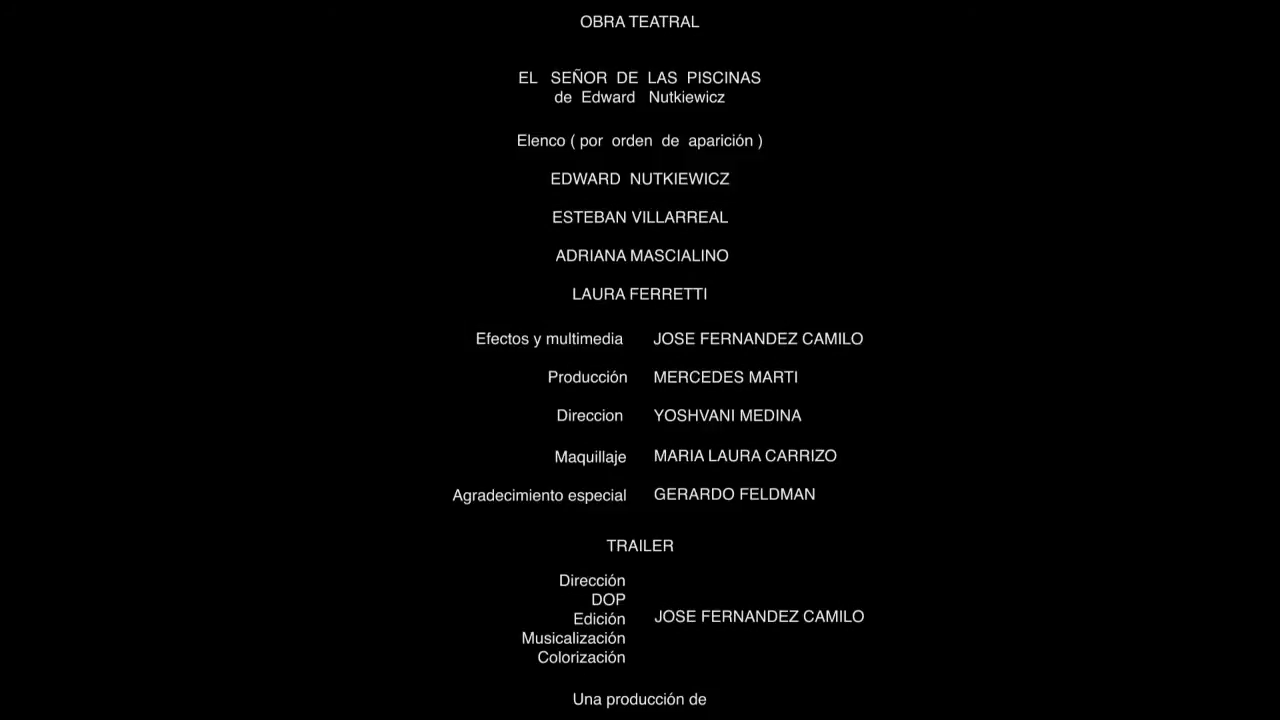 OBRA TEATRAL
EL SEÑOR DE LAS PISCINAS
de Edward Nutkiewicz
Elenco ( por orden de aparición )
EDWARD NUTKIEWICZ
ESTEBAN VILLARREAL
ADRIANA MASCIALINO
LAURA FERRETTI
Efectos y multimedia JOSE FERNANDEZ CAMILO
Producción MERCEDES MARTI
Direccion YOSHVANI MEDINA
Maquillaje MARIA LAURA CARRIZO
Agradecimiento especial GERARDO FELDMAN
TRAILER
Dirección
DOP
Edición JOSE FERNANDEZ CAMILO
Musicalización
Colorización
Una producción de